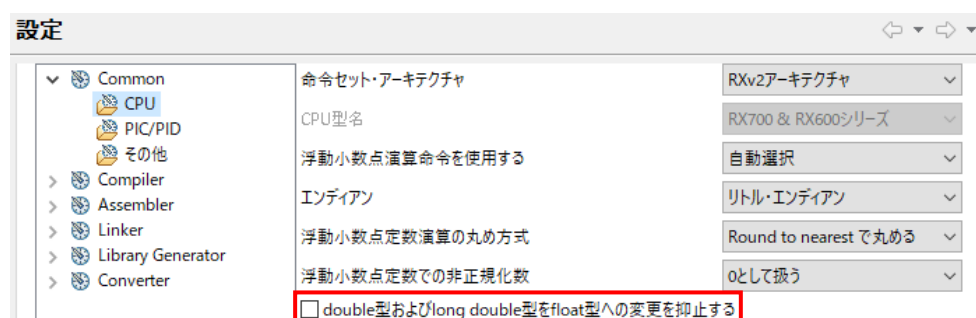 設定
Common
CPU
PIC/PID
その他
Compiler
Assembler
Linker
Library Generator
Converter
命令セット・アーキテクチャ RXv2アーキテクチャ
CPU型名 RX700 & RX600シリーズ
浮動小数点演算命令を使用する 自動選択
エンディアン リトル・エンディアン
浮動小数点定数演算の丸め方式 Round to nearest で丸める
浮動小数点定数での非正規化数 0として扱う
double型およびlong double型をfloat型への変更を抑止する